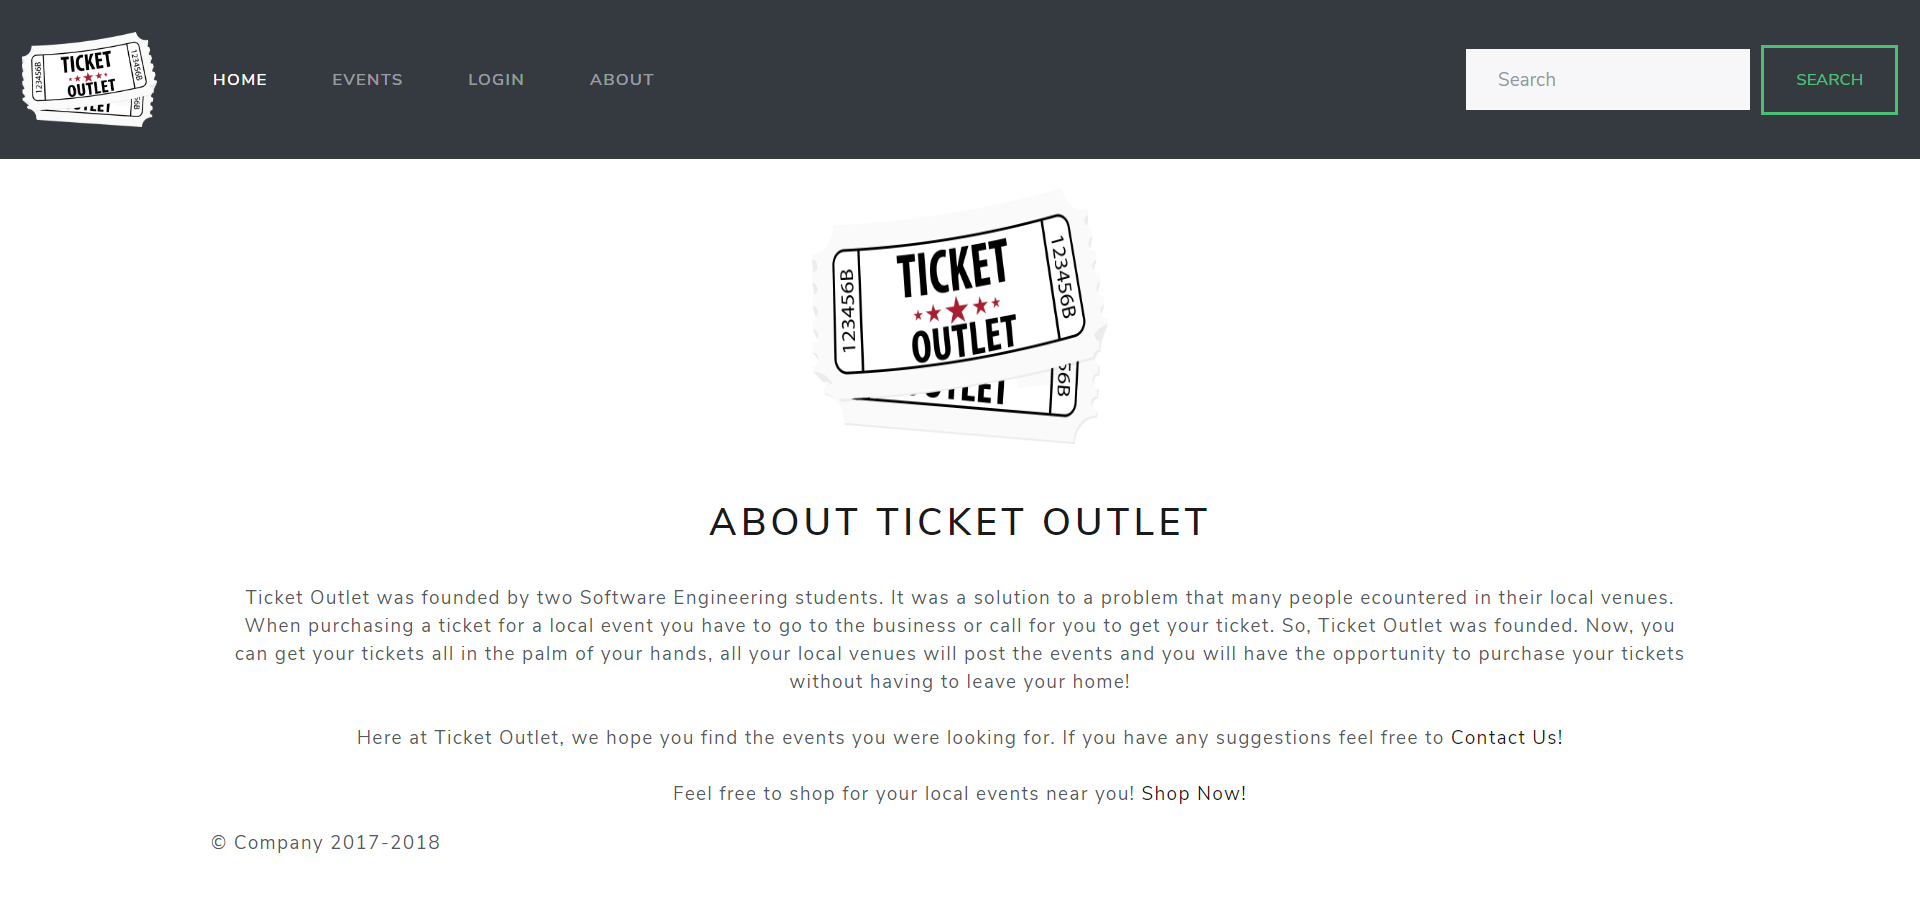 TICKET
OUTLET
123456B
123456B
HOME
EVENTS
LOGIN
ABOUT
Search
SEARCH
TICKET
OUTLET
123456B
123456B
56B
ABOUT TICKET OUTLET
Ticket Outlet was founded by two Software Engineering students. It was a solution to a problem that many people ecountered in their local venues.
When purchasing a ticket for a local event you have to go to the business or call for you to get your ticket. So, Ticket Outlet was founded. Now, you
can get your tickets all in the palm of your hands, all your local venues will post the events and you will have the opportunity to purchase your tickets
without having to leave your home!
Here at Ticket Outlet, we hope you find the events you were looking for. If you have any suggestions feel free to Contact Us!
Feel free to shop for your local events near you! Shop Now!
© Company 2017-2018